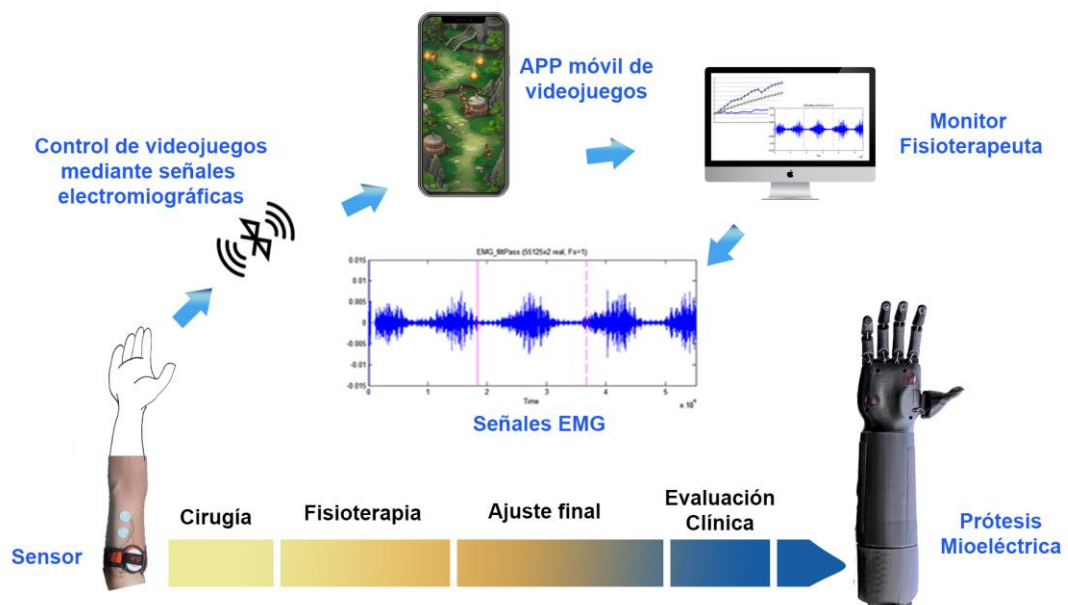 APP móvil de
videojuegos
Monitor
Fisioterapeuta
Control de videojuegos
mediante señales
electromiográficas
EMG_filtPass (55125x2 real, Fs=1)
0.015
0.01
0.005
0
-0.005
-0.01
-0.015
0 1 2 3 4 5
Time
x 10⁴
Señales EMG
Sensor
Cirugía
Fisioterapia
Ajuste final
Evaluación
Clínica
Prótesis
Mioeléctrica